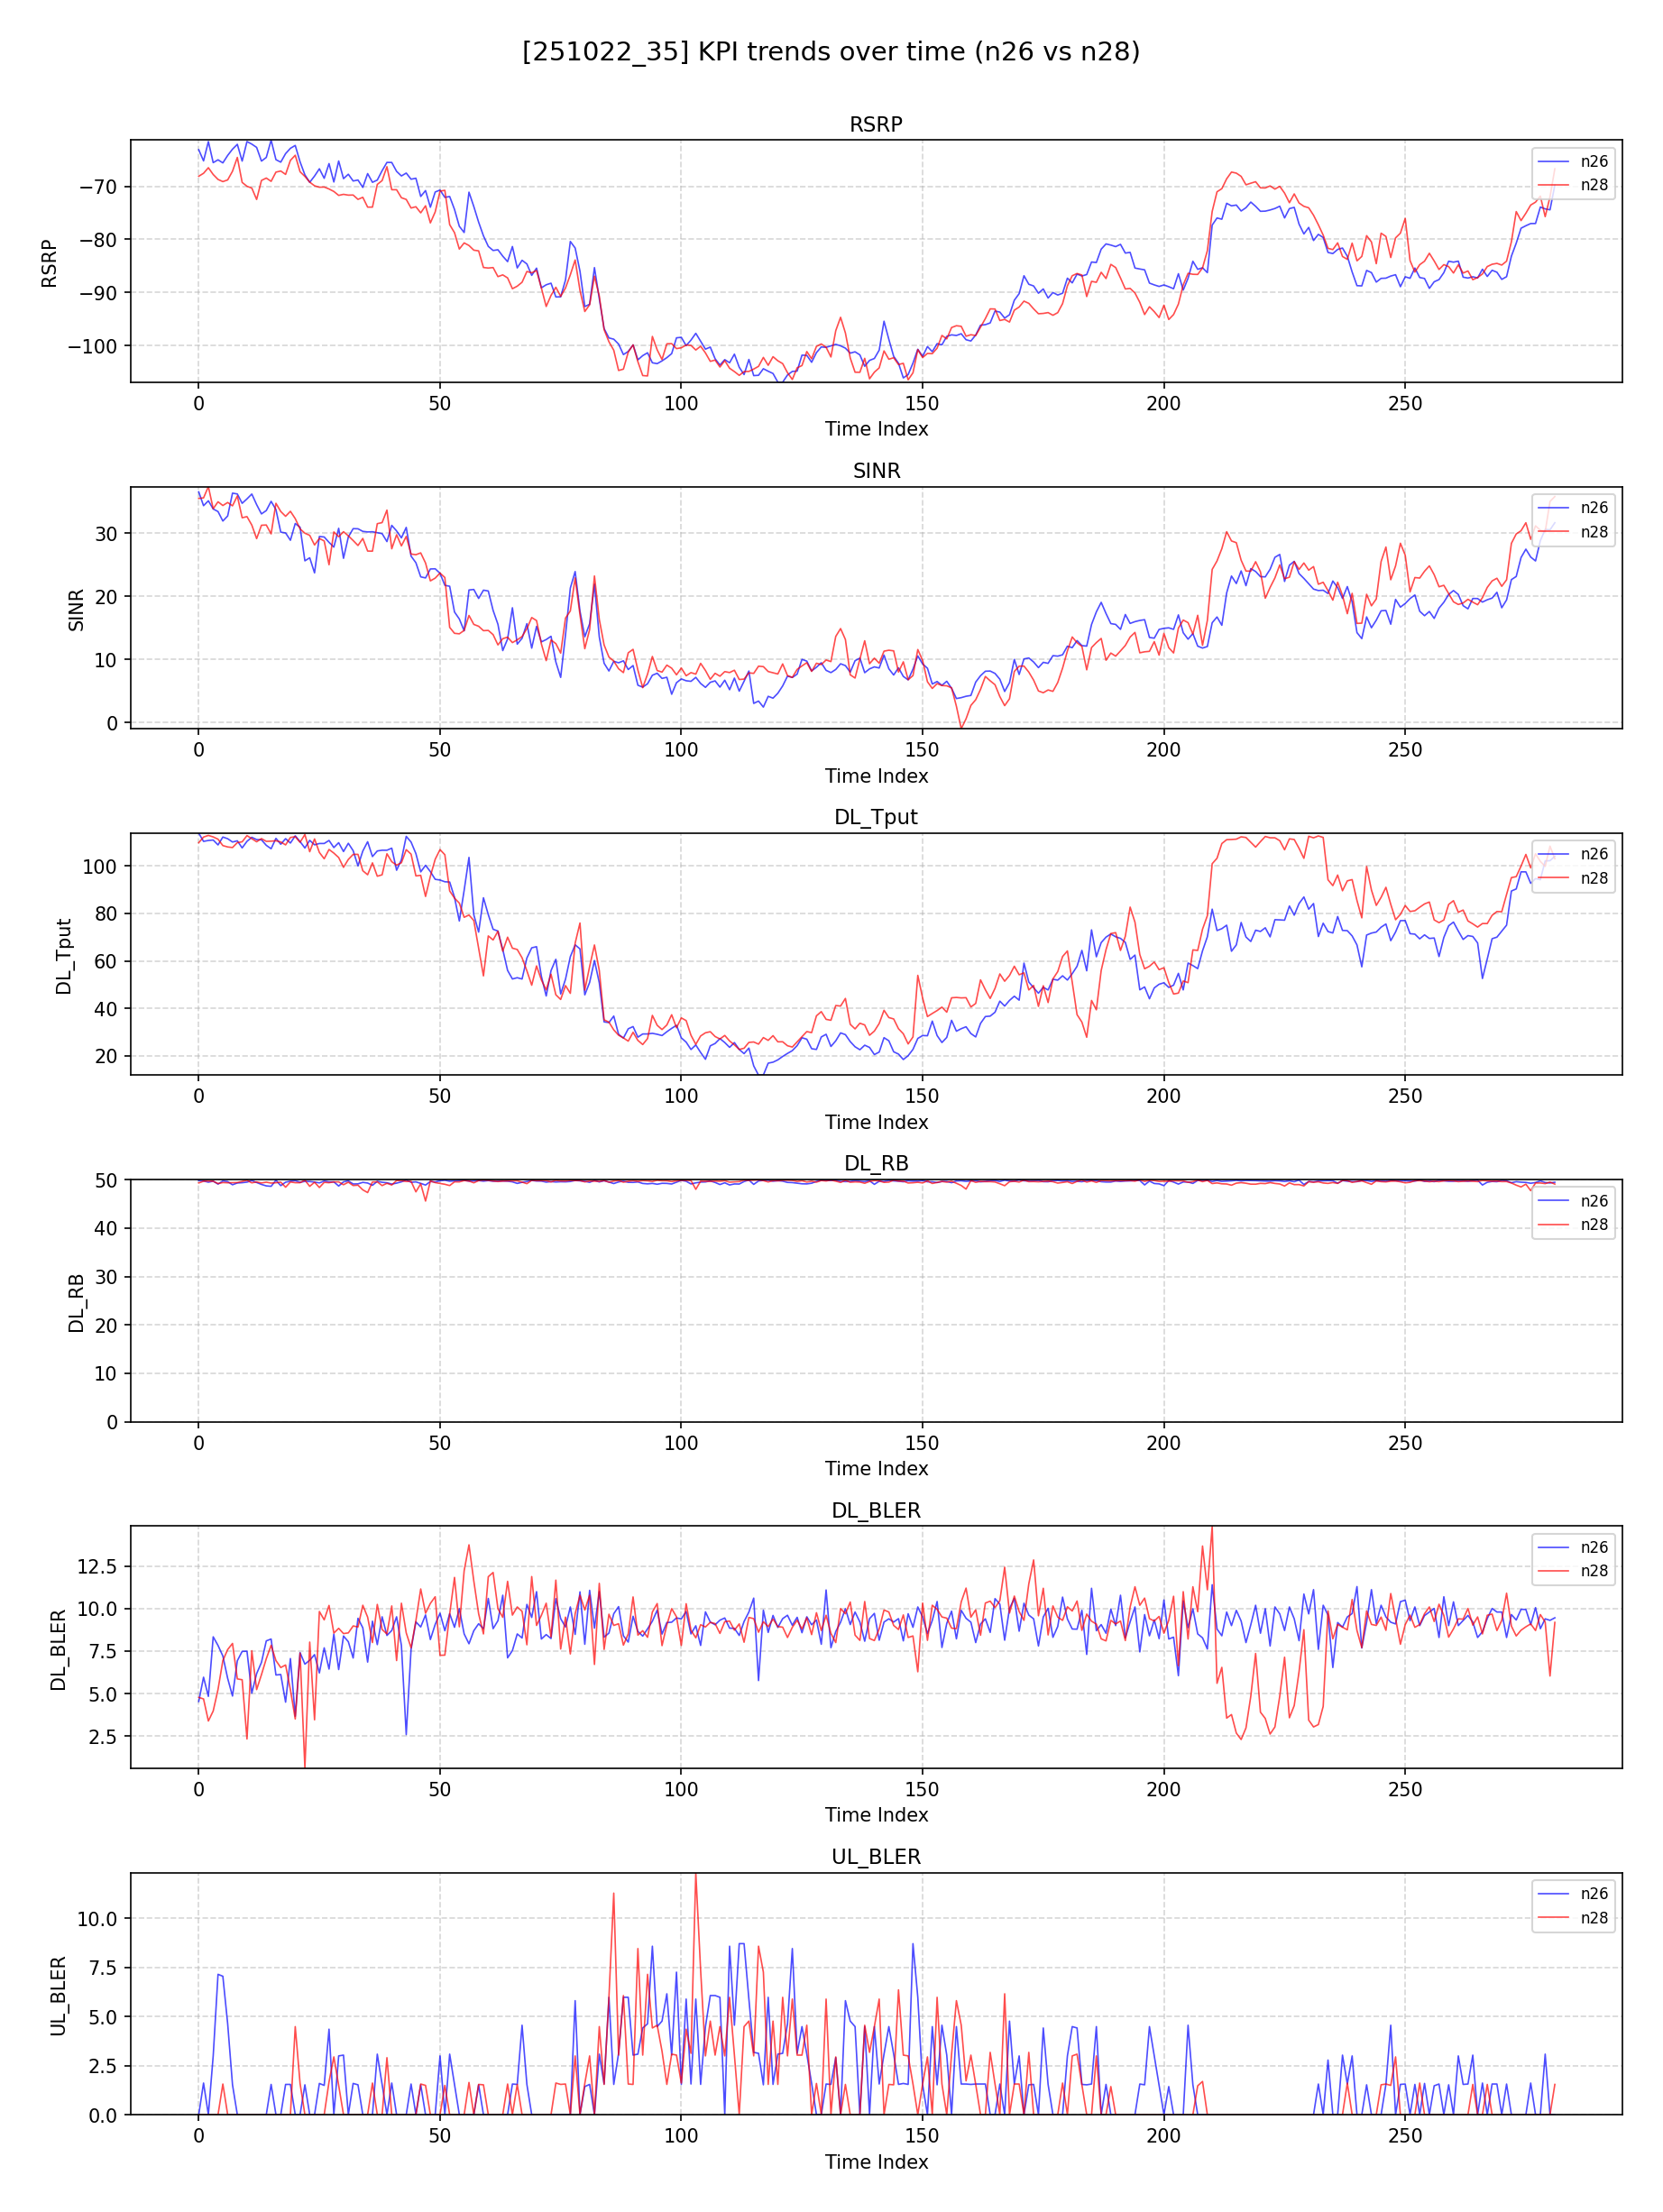 [251022_35] KPI trends over time (n26 vs n28)
RSRP
n26
n28
RSRP
−70
−80
−90
−100
0 50 100 150 200 250
Time Index
SINR
n26
n28
SINR
30
20
10
0
0 50 100 150 200 250
Time Index
DL_Tput
n26
n28
DL_Tput
100
80
60
40
20
0 50 100 150 200 250
Time Index
DL_RB
n26
n28
DL_RB
50
40
30
20
10
0
0 50 100 150 200 250
Time Index
DL_BLER
n26
n28
DL_BLER
12.5
10.0
7.5
5.0
2.5
0 50 100 150 200 250
Time Index
UL_BLER
n26
n28
UL_BLER
10.0
7.5
5.0
2.5
0.0
0 50 100 150 200 250
Time Index